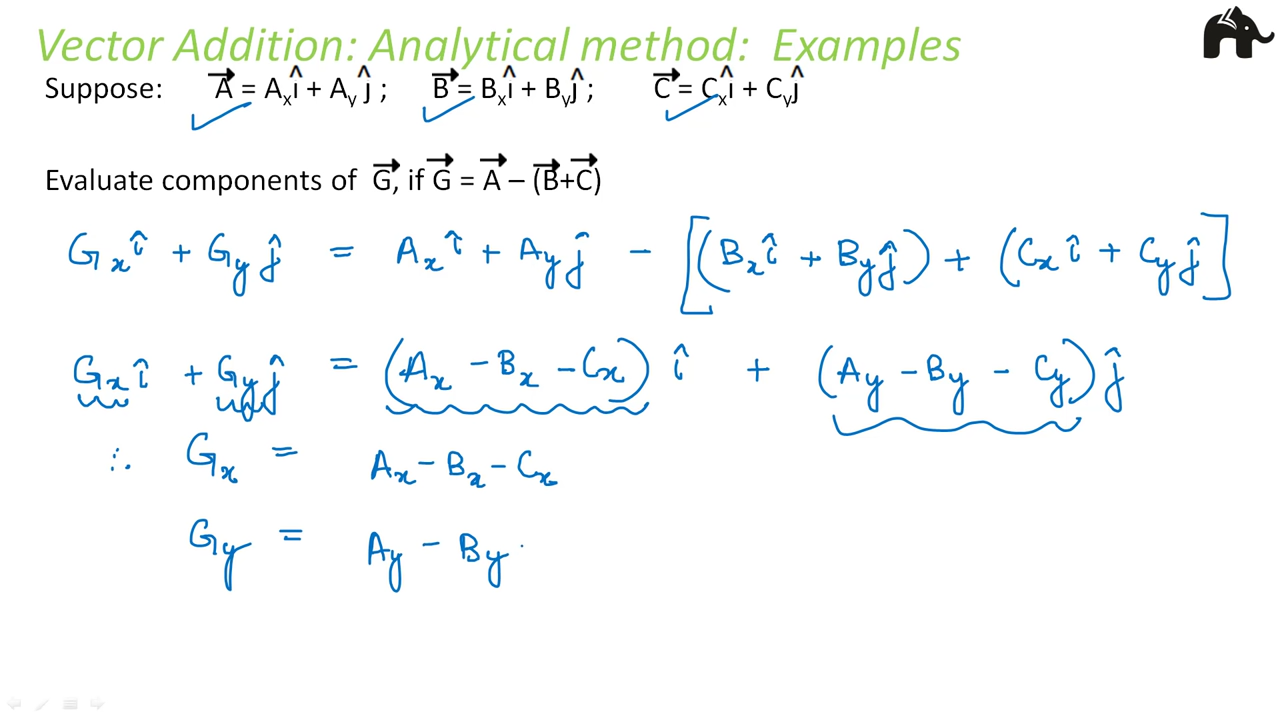 Vector Addition: Analytical method: Examples
Suppose: A⃗ = Aₓî + Aᵧ ĵ ; B⃗ = Bₓî + Bᵧĵ ; C⃗ = Cₓî + Cᵧĵ
Evaluate components of G⃗, if G⃗ = A⃗ – (B⃗+C⃗)
Gₓî + Gᵧĵ = Aₓî + Aᵧĵ – [(Bₓî + Bᵧĵ) + (Cₓî + Cᵧĵ]
Gₓî + Gᵧĵ = (Aₓ – Bₓ – Cₓ) î + (Aᵧ – Bᵧ – Cᵧ) ĵ
∴ Gₓ = Aₓ – Bₓ – Cₓ
Gᵧ = Aᵧ – Bᵧ